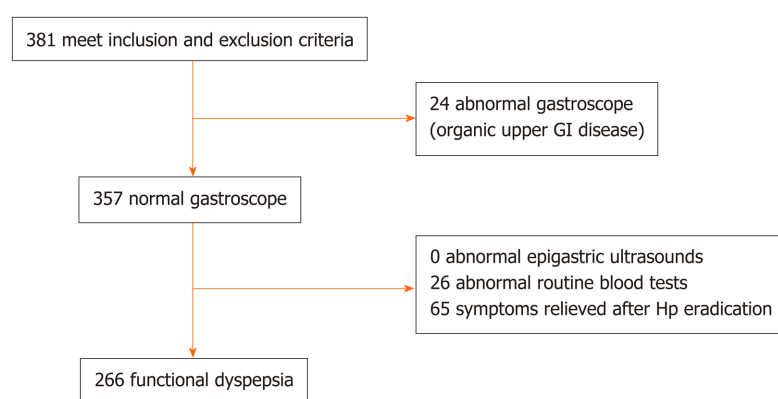 381 meet inclusion and exclusion criteria
24 abnormal gastroscope
(organic upper GI disease)
357 normal gastroscope
0 abnormal epigastric ultrasounds
26 abnormal routine blood tests
65 symptoms relieved after Hp eradication
266 functional dyspepsia